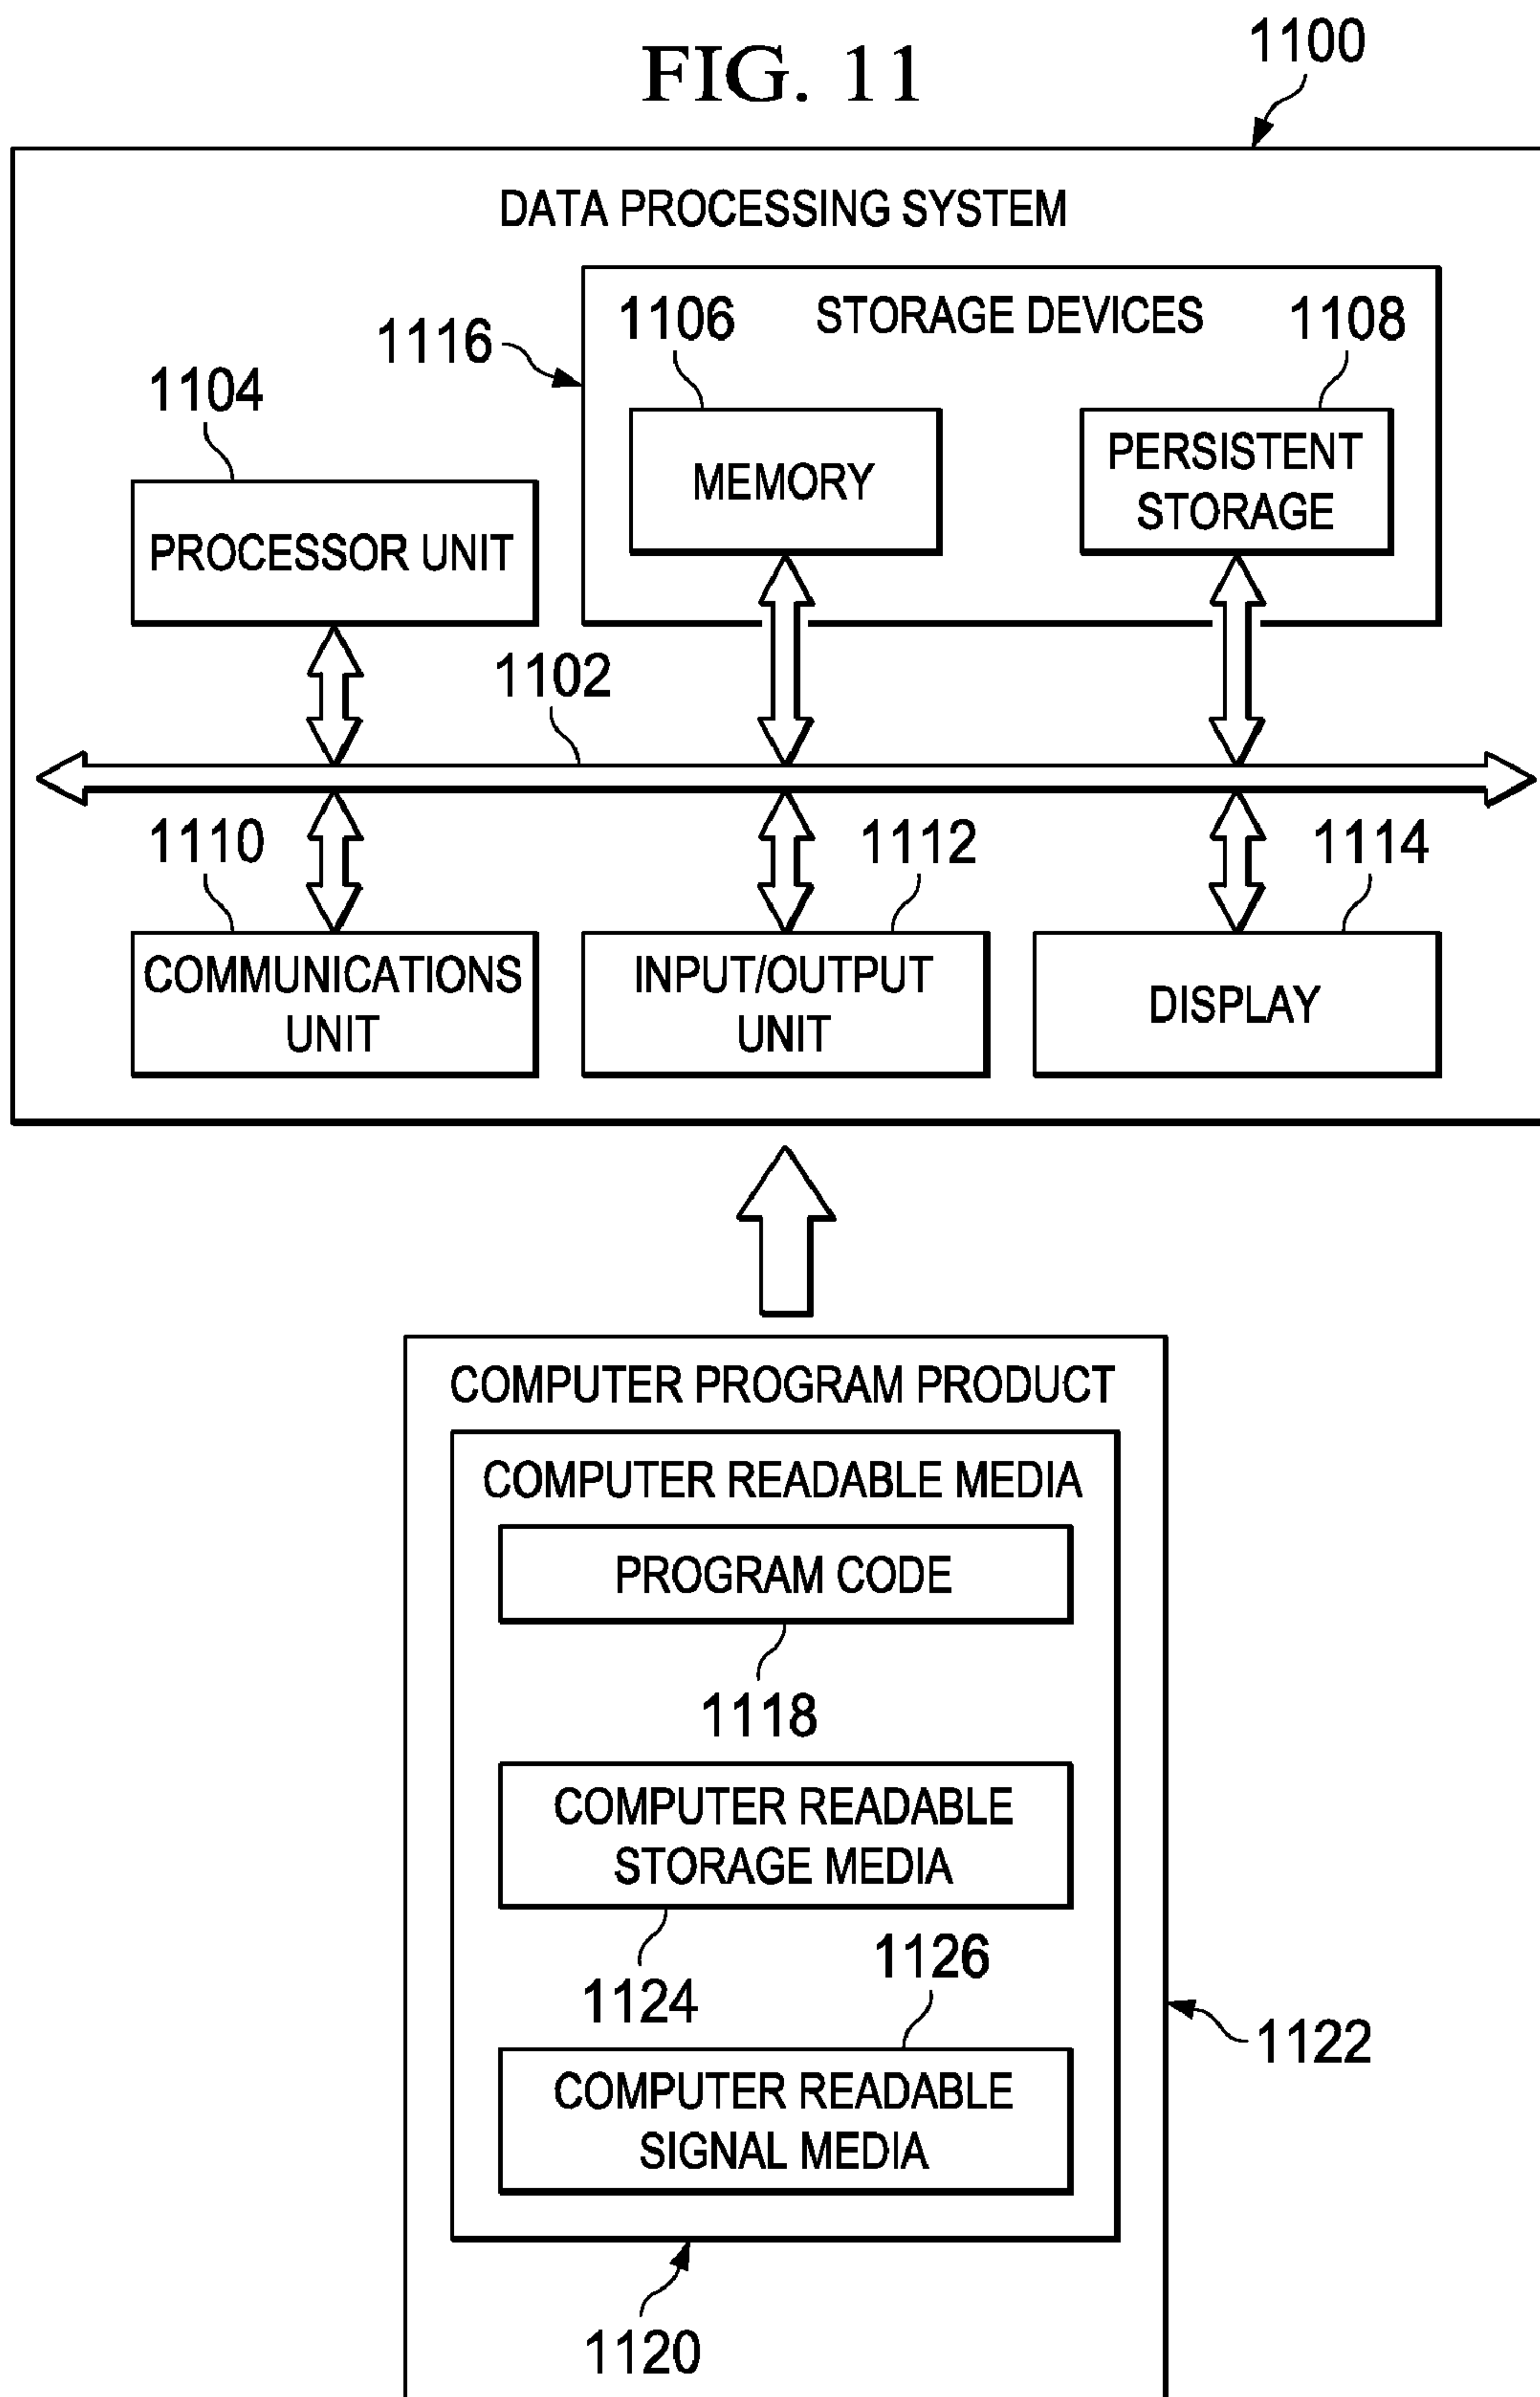 FIG. 11
1100
DATA PROCESSING SYSTEM
1116
1106
STORAGE DEVICES
1108
1104
MEMORY
PERSISTENT
STORAGE
PROCESSOR UNIT
1102
1110
1112
1114
COMMUNICATIONS
UNIT
INPUT/OUTPUT
UNIT
DISPLAY
COMPUTER PROGRAM PRODUCT
COMPUTER READABLE MEDIA
PROGRAM CODE
1118
COMPUTER READABLE
STORAGE MEDIA
1124
1126
COMPUTER READABLE
SIGNAL MEDIA
1122
1120